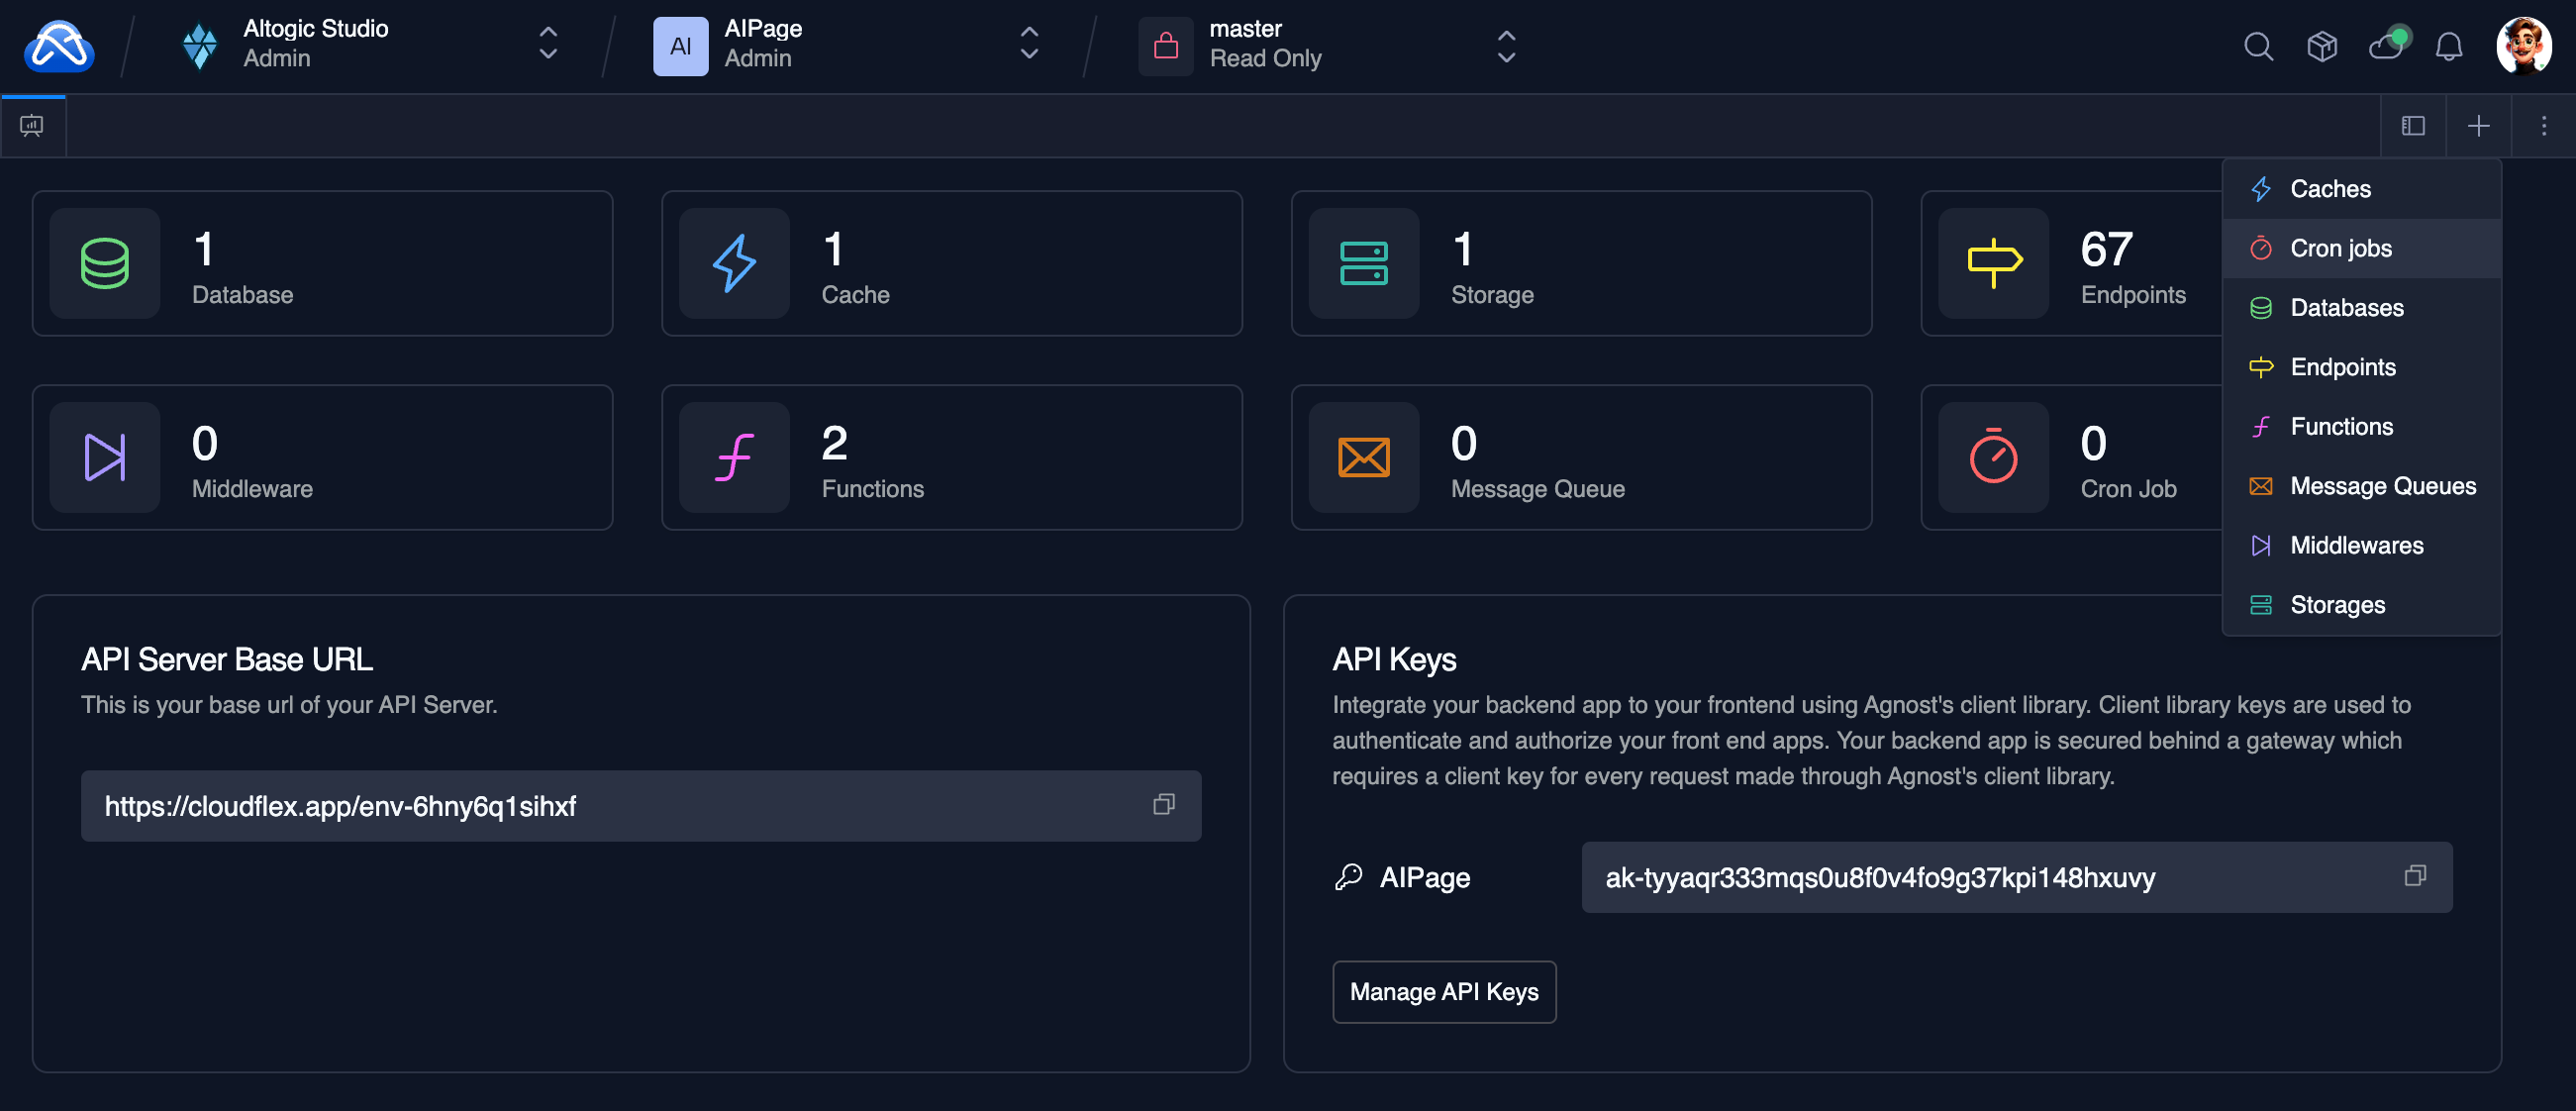 Altogic Studio
Admin
AI
AIPage
Admin
master
Read Only
1
Database
1
Cache
1
Storage
67
Endpoints
0
Middleware
2
Functions
0
Message Queue
0
Cron Job
Caches
Cron jobs
Databases
Endpoints
Functions
Message Queues
Middlewares
Storages
API Server Base URL
This is your base url of your API Server.
https://cloudflex.app/env-6hny6q1sihxf
API Keys
Integrate your backend app to your frontend using Agnost's client library. Client library keys are used to
authenticate and authorize your front end apps. Your backend app is secured behind a gateway which
requires a client key for every request made through Agnost's client library.
AIPage
ak-tyyaqr333mqs0u8f0v4fo9g37kpi148hxuvy
Manage API Keys